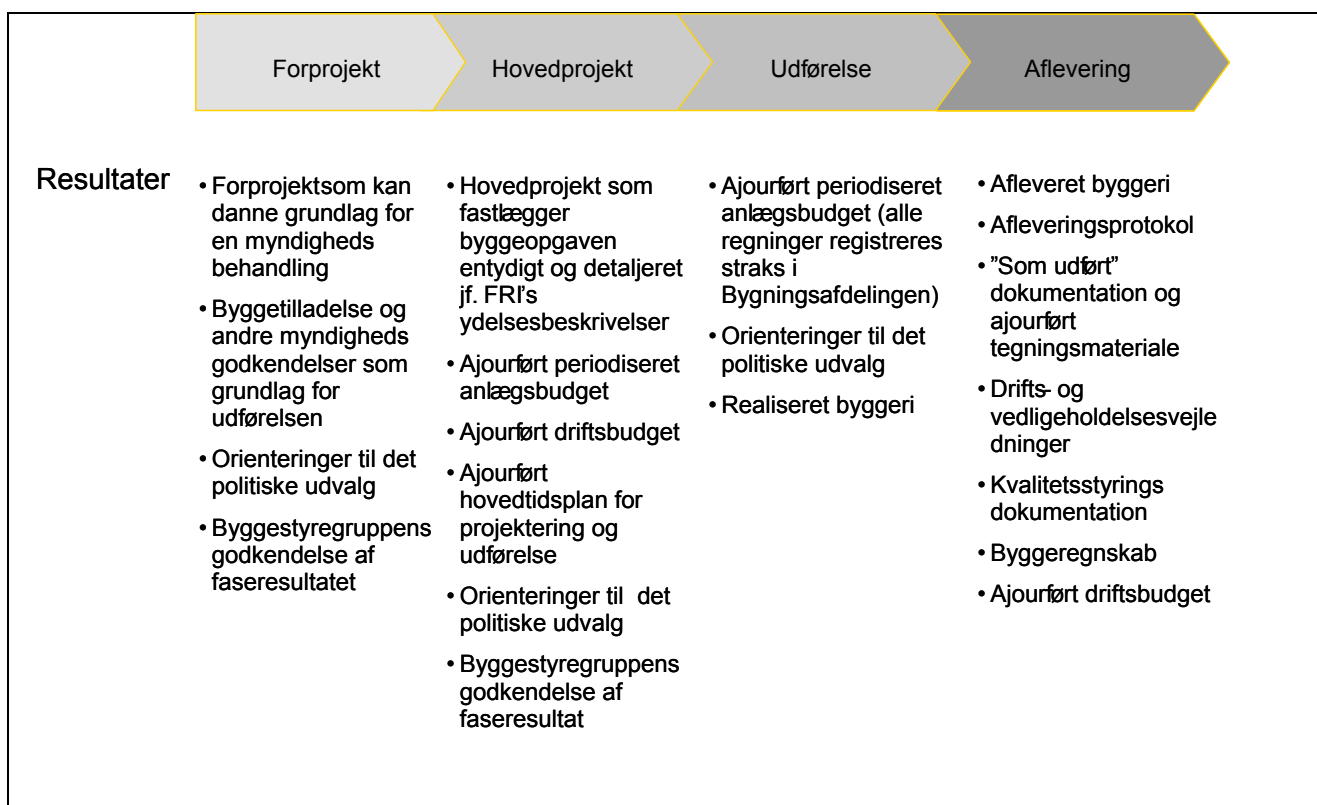 Forprojekt
Hovedprojekt
Udførelse
Aflevering
Resultater
• Forprojektsom kan
danne grundlag for
en myndigheds
behandling
• Byggetilladelse og
andre myndigheds
godkendelser som
grundlag for
udførelsen
• Orienteringer til det
politiske udvalg
• Byggestyregruppens
godkendelse af
faseresultatet
• Hovedprojekt som
fastlægger
byggeopgaven
entydigt og detaljeret
jf. FRI's
ydelsesbeskrivelser
• Ajourført periodiseret
anlægsbudget
• Ajourført driftsbudget
• Ajourført
hovedtidsplan for
projektering og
udførelse
• Orienteringer til det
politiske udvalg
• Byggestyregruppens
godkendelse af
faseresultat
• Ajourført periodiseret
anlægsbudget (alle
regninger registreres
straks i
Bygningsafdelingen)
• Orienteringer til det
politiske udvalg
• Realiseret byggeri
• Afleveret byggeri
• Afleveringsprotokol
• ”Som udført”
dokumentation og
ajourført
tegningsmateriale
• Drifts- og
vedligeholdelsesvejle
dninger
• Kvalitetsstyrings
dokumentation
• Byggeregnskab
• Ajourført driftsbudget